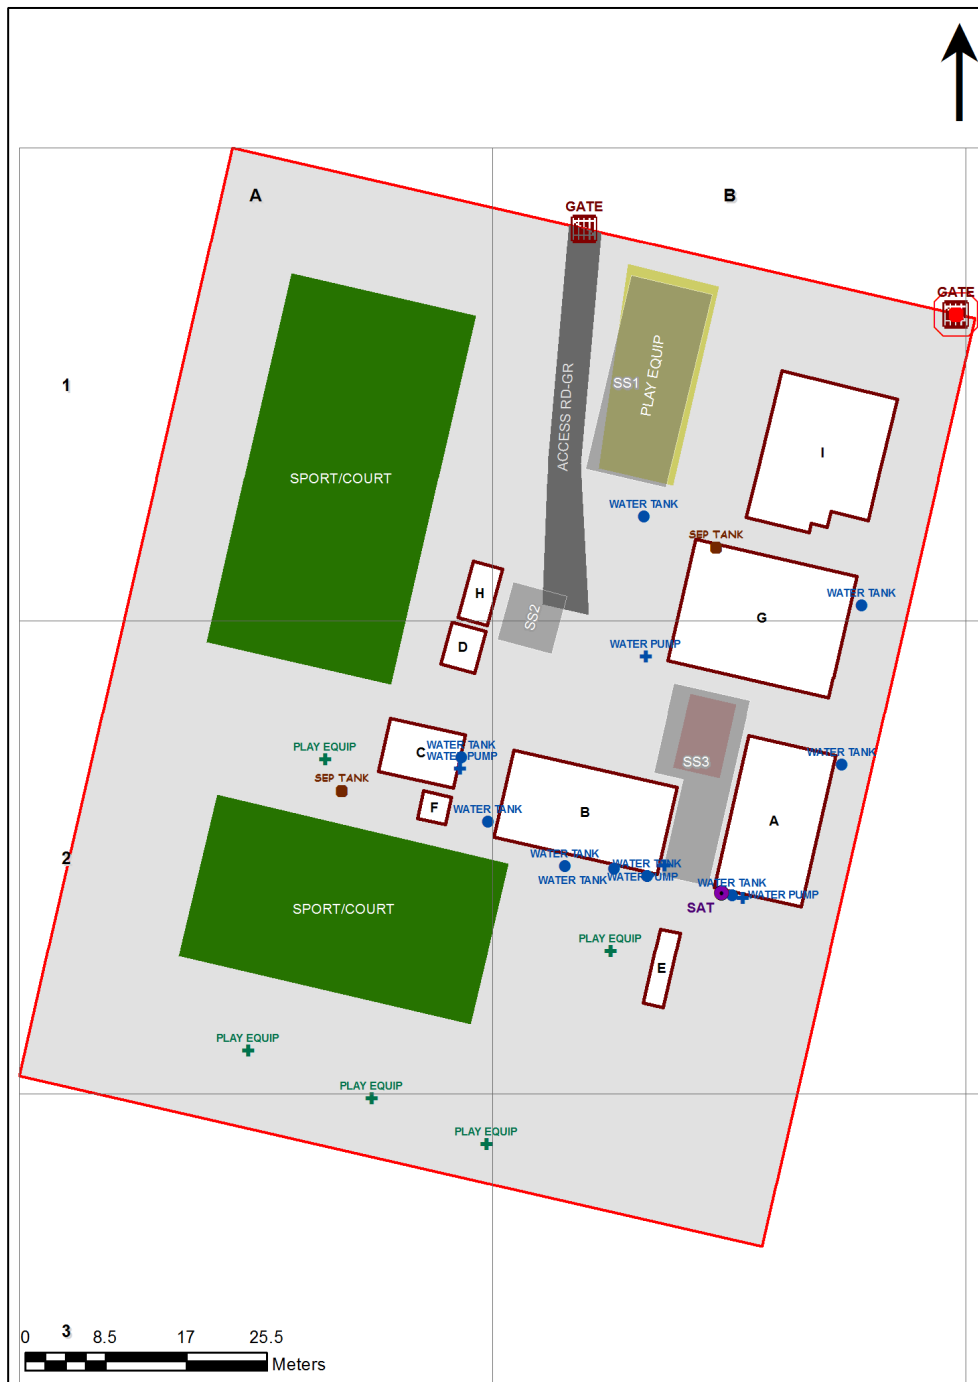 A
B
GATE
GATE
1
PLAY EQUIP
SS1
ACCESS RD-GR
I
SPORT/COURT
WATER TANK
SEP TANK
H
WATER TANK
SS2
G
D
WATER PUMP
PLAY EQUIP
C
WATER TANK
WATER PUMP
WATER TANK
SS3
SEP TANK
F
WATER TANK
B
A
2
WATER TANK
WATER TANK
WATER TANK
WATER PUMP
WATER TANK
WATER PUMP
SAT
SPORT/COURT
PLAY EQUIP
E
PLAY EQUIP
PLAY EQUIP
PLAY EQUIP
3
0 8.5 17 25.5
Meters